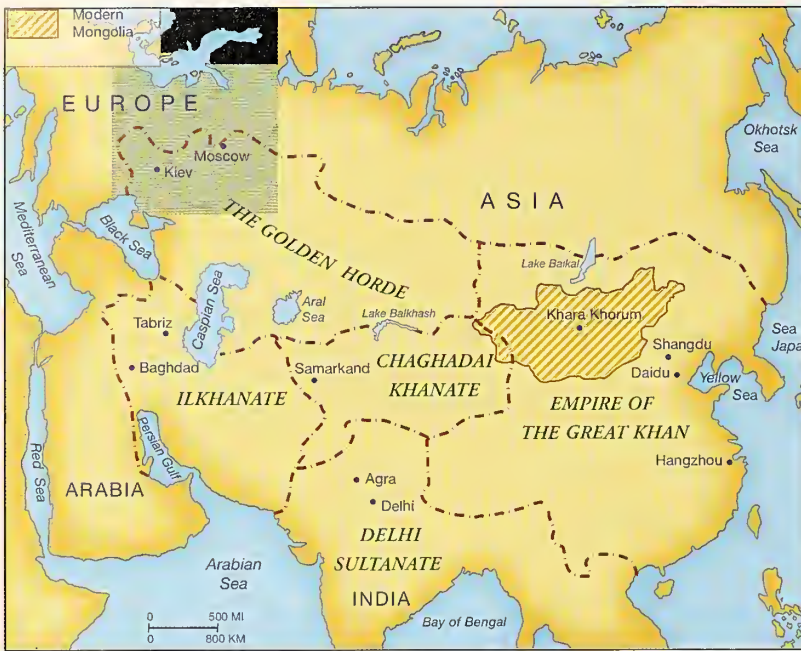 Modern
Mongolia
EUROPE
Moscow
Kiev
Okhotsk
Sea
ASIA
Mediterranean
Sea
Black Sea
THE GOLDEN HORDE
Lake Baikal
Caspian Sea
Aral
Sea
Lake Balkhash
Khara Khorum
Tabriz
Sea
Japa
Shangdu
Baghdad
Samarkand
CHAGHADAI
KHANATE
Daidu
Yellow
Sea
ILKHANATE
EMPIRE OF
THE GREAT KHAN
Persian Gulf
Red Sea
Hangzhou
ARABIA
Agra
Delhi
DELHI
SULTANATE
Arabian
Sea
INDIA
0 500 MI
0 800 KM
Bay of Bengal